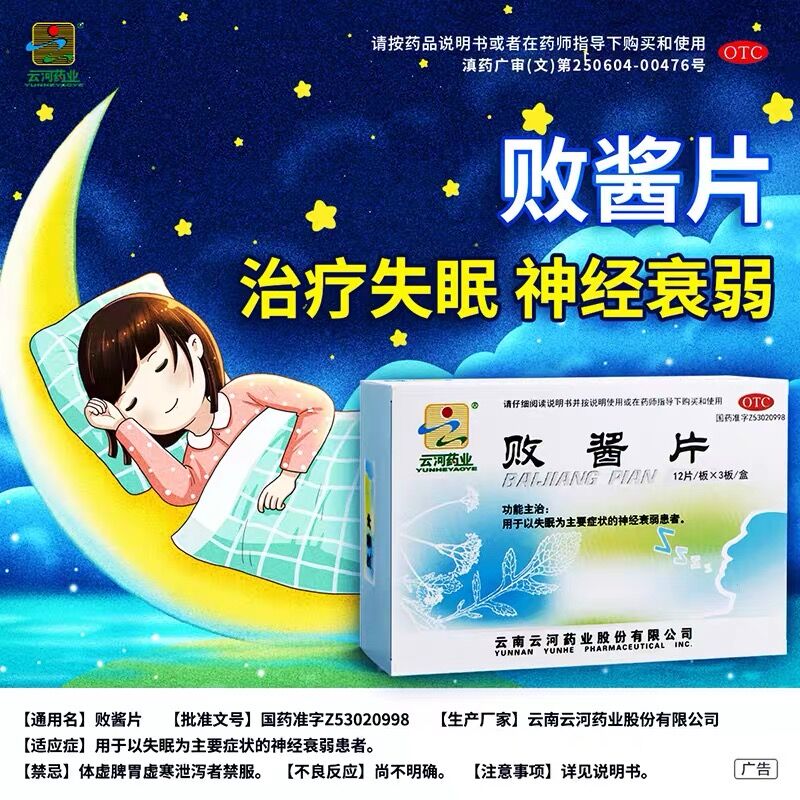 云河药业
YUNHEYAOYE
请按药品说明书或者在药师指导下购买和使用
OTC
滇药广审(文)第250604-00476号
败酱片
治疗失眠 神经衰弱
请仔细阅读说明书并按说明使用或在药师指导下购买和使用
OTC
国药准字Z53020998
云河药业
YUNHEYAOYE
败酱片
BAIJIANG PIAN
12片/板×3板/盒
功能主治:
用于以失眠为主要症状的神经衰弱患者。
Z Z Z Z Z
云南云河药业股份有限公司
YUNNAN YUNHE PHARMACEUTICAL INC.
【通用名】败酱片 【批准文号】国药准字Z53020998 【生产厂家】云南云河药业股份有限公司
【适应症】用于以失眠为主要症状的神经衰弱患者。
【禁忌】体虚脾胃虚寒泄泻者禁服。 【不良反应】尚不明确。 【注意事项】详见说明书。
广告